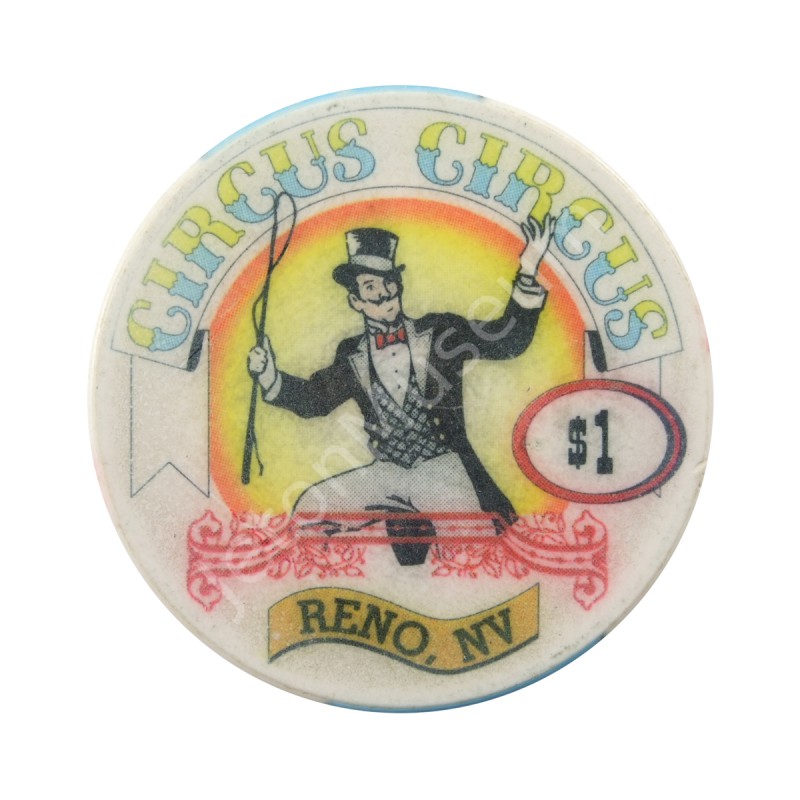 CIRCUS CIRCUS
$1
RENO, NV